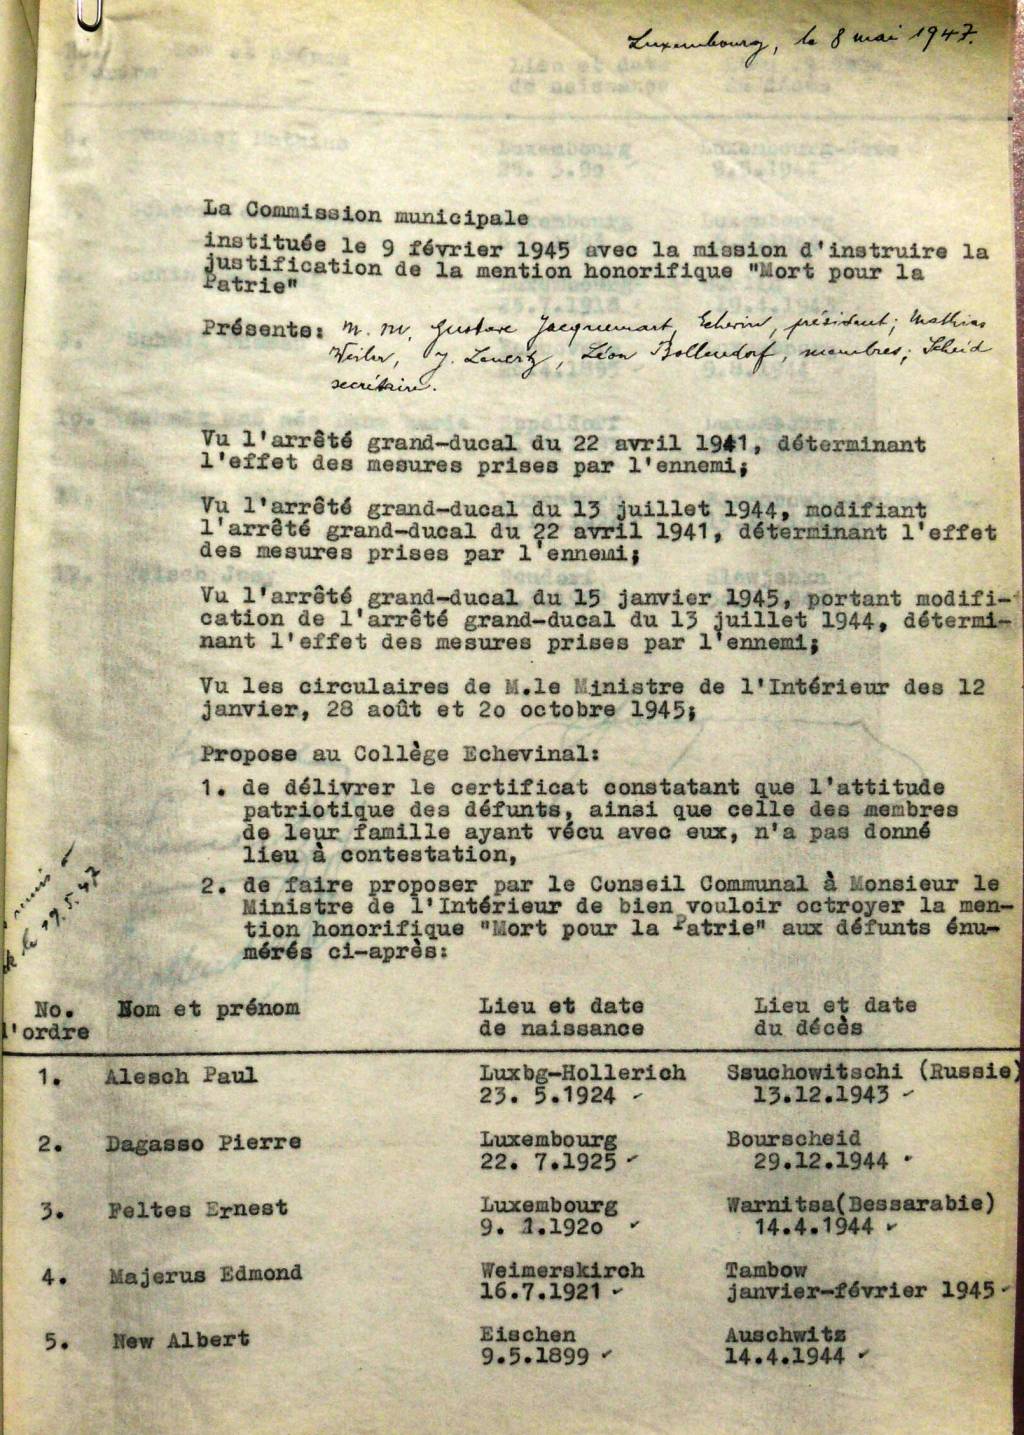 Luxembourg, le 8 mai 1947.
La Commission municipale
instituée le 9 février 1945 avec la mission d'instruire la
justification de la mention honorifique "Mort pour la
Patrie"
Présents: M. M. Gustave Jacquemart, Echevin, président; Mathias
Weiler, J. Lenertz, Léon Bollendorf, membres; Scheid
secrétaire.
Vu l'arrêté grand-ducal du 22 avril 1941, déterminant
l'effet des mesures prises par l'ennemi;
Vu l'arrêté grand-ducal du 13 juillet 1944, modifiant
l'arrêté grand-ducal du 22 avril 1941, déterminant l'effet
des mesures prises par l'ennemi;
Vu l'arrêté grand-ducal du 15 janvier 1945, portant modifi-
cation de l'arrêté grand-ducal du 13 juillet 1944, détermi-
nant l'effet des mesures prises par l'ennemi;
Vu les circulaires de M.le Ministre de l'Intérieur des 12
janvier, 28 août et 2o octobre 1945;
Propose au Collège Echevinal:
1. de délivrer le certificat constatant que l'attitude
patriotique des défunts, ainsi que celle des membres
de leur famille ayant vécu avec eux, n'a pas donné
lieu à contestation,
2. de faire proposer par le Conseil Communal à Monsieur le
Ministre de l'Intérieur de bien vouloir octroyer la men-
tion honorifique "Mort pour la Patrie" aux défunts énu-
mérés ci-après:
le 19.5.47
No. Nom et prénom Lieu et date Lieu et date
l'ordre de naissance du décès
1. Alesch Paul Luxbg-Hollerich Ssuchowitschi (Russie)
23. 5.1924 13.12.1943
2. Dagasso Pierre Luxembourg Bourscheid
22. 7.1925 29.12.1944
3. Feltes Ernest Luxembourg Warnitsa(Bessarabie)
9. 1.192o 14.4.1944
4. Majerus Edmond Weimerskirch Tambow
16.7.1921 janvier-février 1945
5. New Albert Eischen Auschwitz
9.5.1899 14.4.1944